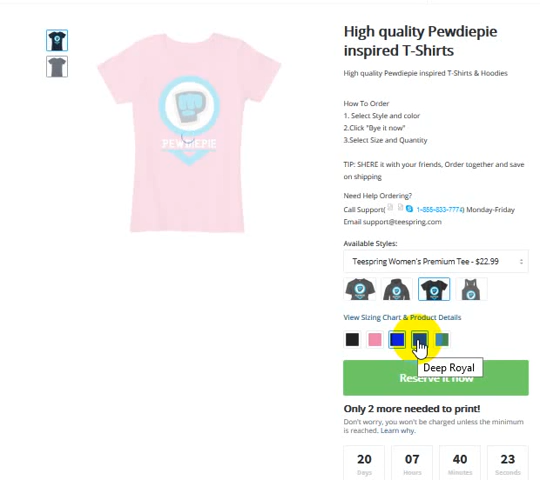 High quality Pewdiepie
inspired T-Shirts
High quality Pewdiepie inspired T-Shirts & Hoodies
How To Order
1. Select Style and color
2.Click "Bye it now"
3.Select Size and Quantity
TIP: SHERE it with your friends, Order together and save
on shipping
Need Help Ordering?
Call Support( 1-855-833-7774) Monday-Friday
Email support@teespring.com
Available Styles:
Teespring Women's Premium Tee - $22.99
View Sizing Chart & Product Details
Deep Royal
Reserve it now
Only 2 more needed to print!
Don't worry, you won't be charged unless the minimum
is reached. Learn why.
20 07 40 23
Days Hours Minutes Seconds
PEWDIEPIE